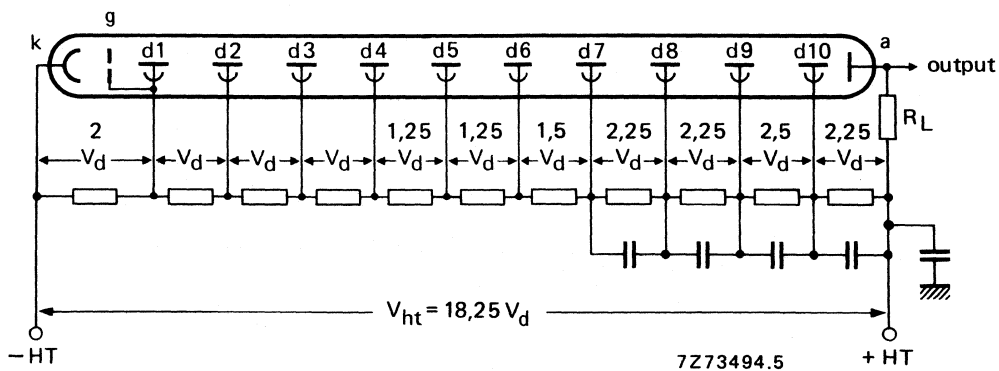 g
k d1 d2 d3 d4 d5 d6 d7 d8 d9 d10 a
output
R_L
2 1,25 1,25 1,5 2,25 2,25 2,5 2,25
V_d V_d V_d V_d V_d V_d V_d V_d V_d V_d V_d
V_ht = 18,25 V_d
−HT +HT
7Z73494.5